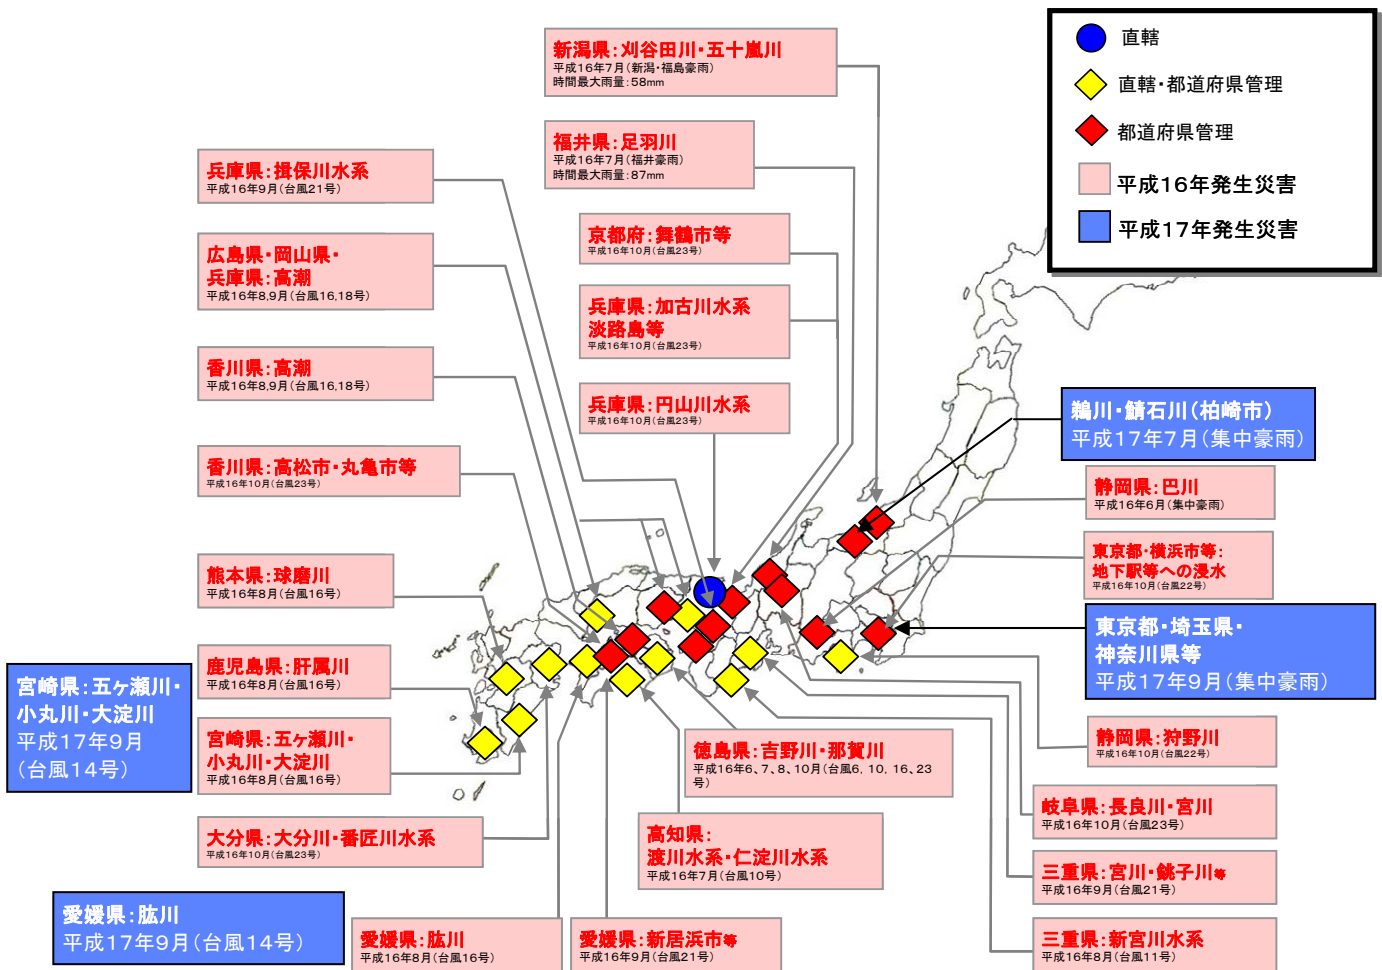 直轄
直轄・都道府県管理
都道府県管理
平成16年発生災害
平成17年発生災害
新潟県：刈谷田川・五十嵐川
平成16年7月（新潟・福島豪雨）
時間最大雨量：58mm
福井県：足羽川
平成16年7月（福井豪雨）
時間最大雨量：87mm
兵庫県：揖保川水系
平成16年9月（台風21号）
京都府：舞鶴市等
平成16年10月（台風23号）
広島県・岡山県・
兵庫県：高潮
平成16年8,9月（台風16,18号）
兵庫県：加古川水系
淡路島等
平成16年10月（台風23号）
香川県：高潮
平成16年8,9月（台風16,18号）
兵庫県：円山川水系
平成16年10月（台風23号）
鵜川・鯖石川（柏崎市）
平成17年7月（集中豪雨）
香川県：高松市・丸亀市等
平成16年10月（台風23号）
静岡県：巴川
平成16年6月（集中豪雨）
東京都・横浜市等：
地下駅等への浸水
平成16年10月（台風22号）
熊本県：球磨川
平成16年8月（台風16号）
東京都・埼玉県・
神奈川県等
平成17年9月（集中豪雨）
鹿児島県：肝属川
平成16年8月（台風16号）
宮崎県：五ヶ瀬川・
小丸川・大淀川
平成17年9月
（台風14号）
宮崎県：五ヶ瀬川・
小丸川・大淀川
平成16年8月（台風16号）
静岡県：狩野川
平成16年10月（台風22号）
徳島県：吉野川・那賀川
平成16年6、7、8、10月（台風6，10，16、23
号）
岐阜県：長良川・宮川
平成16年10月（台風23号）
大分県：大分川・番匠川水系
平成16年10月（台風23号）
高知県：
渡川水系・仁淀川水系
平成16年7月（台風10号）
三重県：宮川・銚子川等
平成16年9月（台風21号）
愛媛県：肱川
平成17年9月（台風14号）
愛媛県：肱川
平成16年8月（台風16号）
愛媛県：新居浜市等
平成16年9月（台風21号）
三重県：新宮川水系
平成16年8月（台風11号）